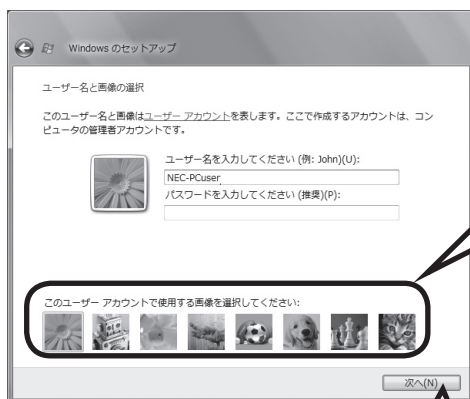 Windows のセットアップ
ユーザー名と画像の選択
このユーザー名と画像はユーザー アカウントを表します。ここで作成するアカウントは、コン
ピュータの管理者アカウントです。
ユーザー名を入力してください (例: John)(U):
NEC-PCuser
パスワードを入力してください (推奨)(P):
このユーザー アカウントで使用する画像を選択してください:
次へ(N)